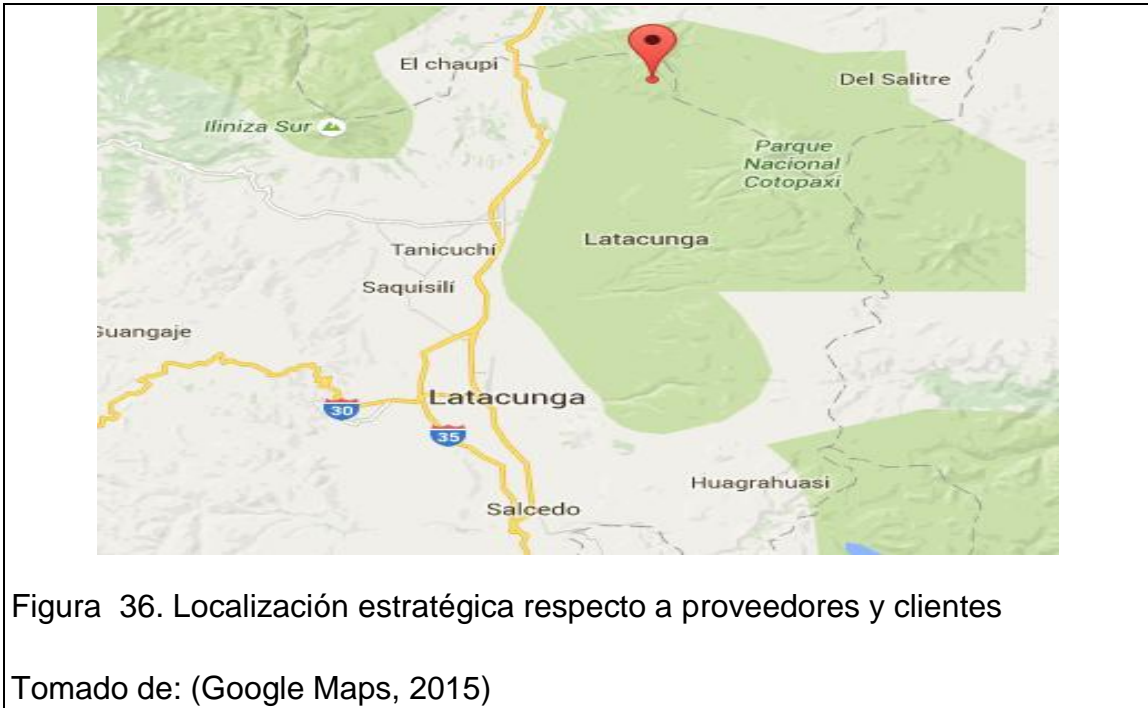 El chaupi
Del Salitre
Iliniza Sur
Parque
Nacional
Cotopaxi
Latacunga
Tanicuchí
Saquisilí
Guangaje
Latacunga
30
35
Huagrahuasi
Salcedo
Figura 36. Localización estratégica respecto a proveedores y clientes
Tomado de: (Google Maps, 2015)